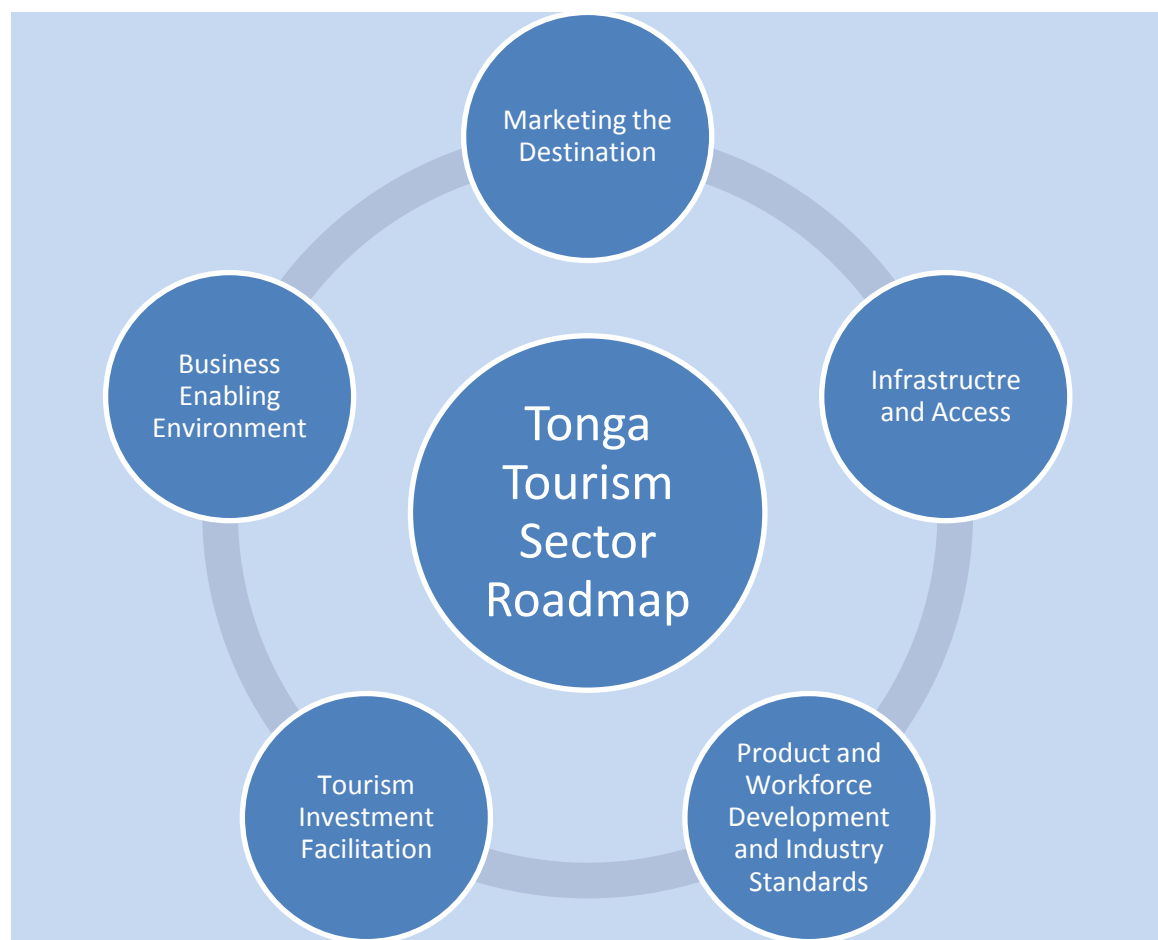 Marketing the
Destination
Business
Enabling
Environment
Infrastructre
and Access
Tonga
Tourism
Sector
Roadmap
Tourism
Investment
Facilitation
Product and
Workforce
Development
and Industry
Standards